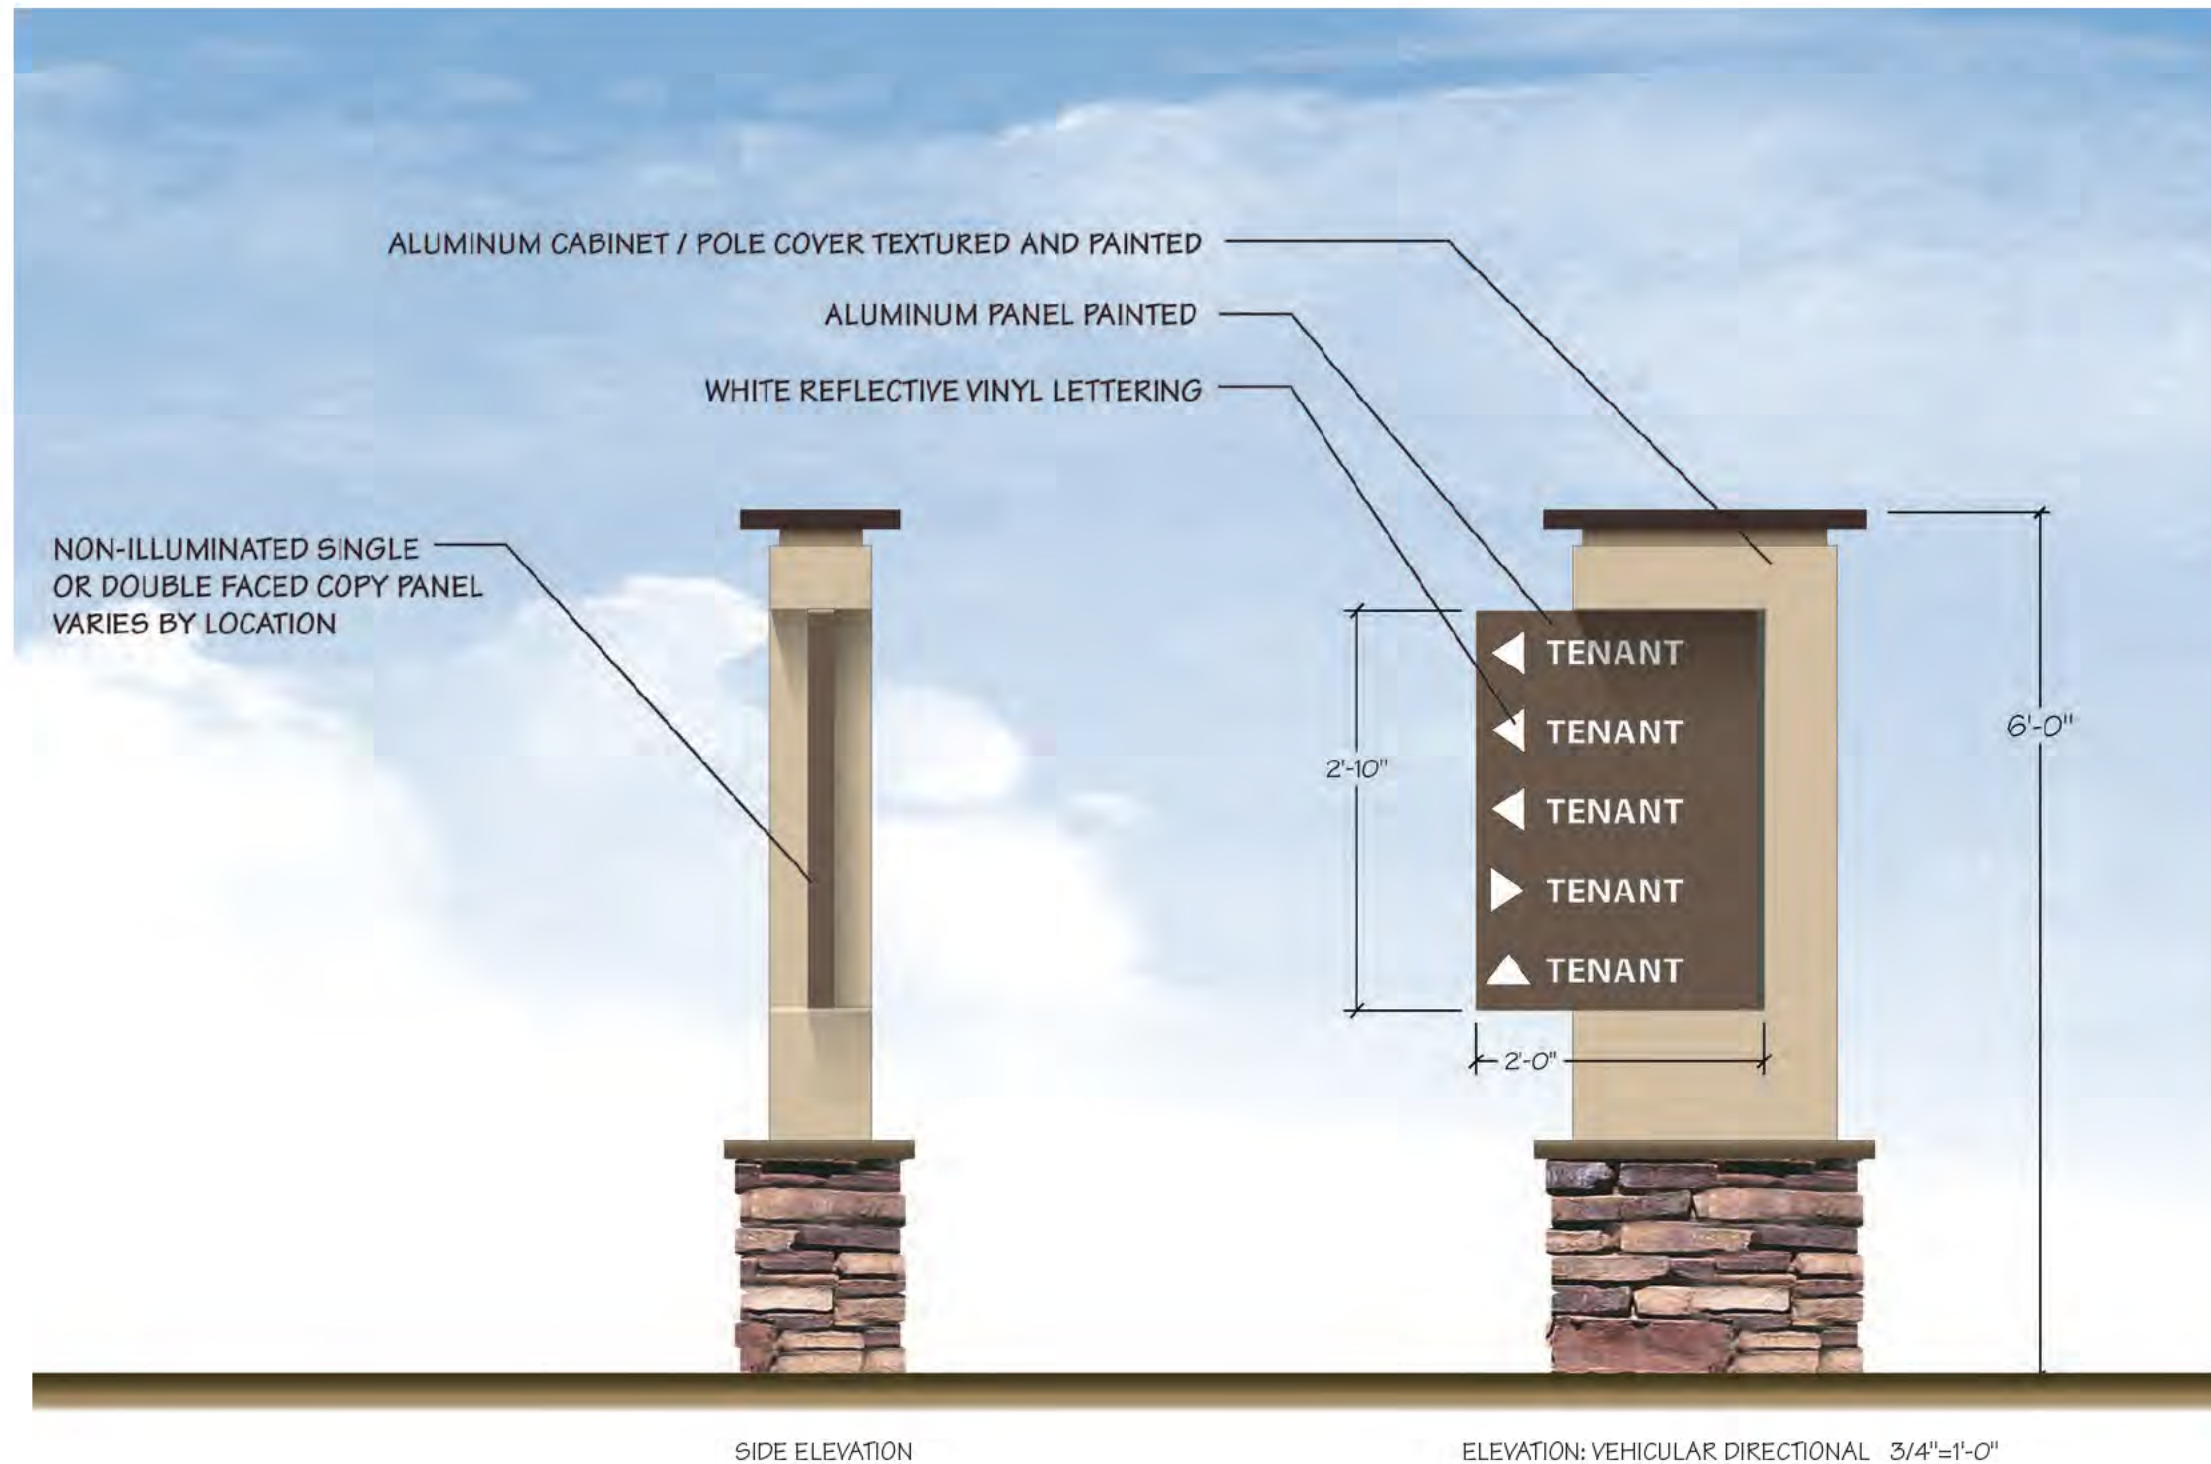 ALUMINUM CABINET / POLE COVER TEXTURED AND PAINTED
ALUMINUM PANEL PAINTED
WHITE REFLECTIVE VINYL LETTERING
NON-ILLUMINATED SINGLE
OR DOUBLE FACED COPY PANEL
VARIES BY LOCATION
TENANT
TENANT
TENANT
TENANT
TENANT
2'-10"
2'-0"
6'-0"
SIDE ELEVATION
ELEVATION: VEHICULAR DIRECTIONAL 3/4"=1'-0"